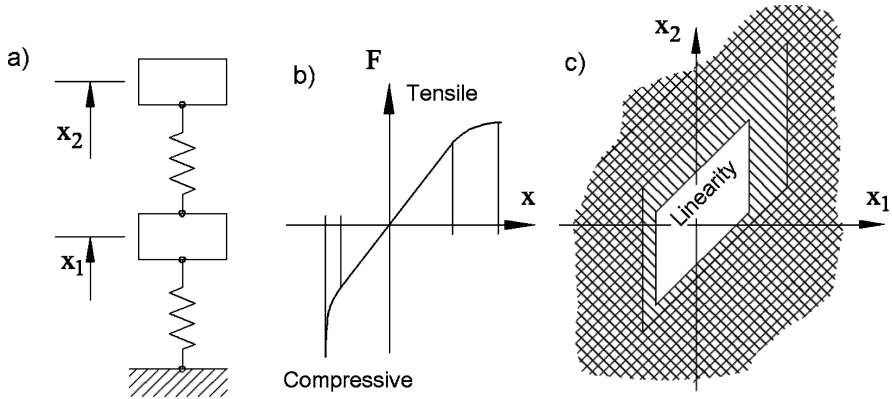 a)
x2
x1
b)
F
Tensile
x
Compressive
c)
x2
Linearity
x1